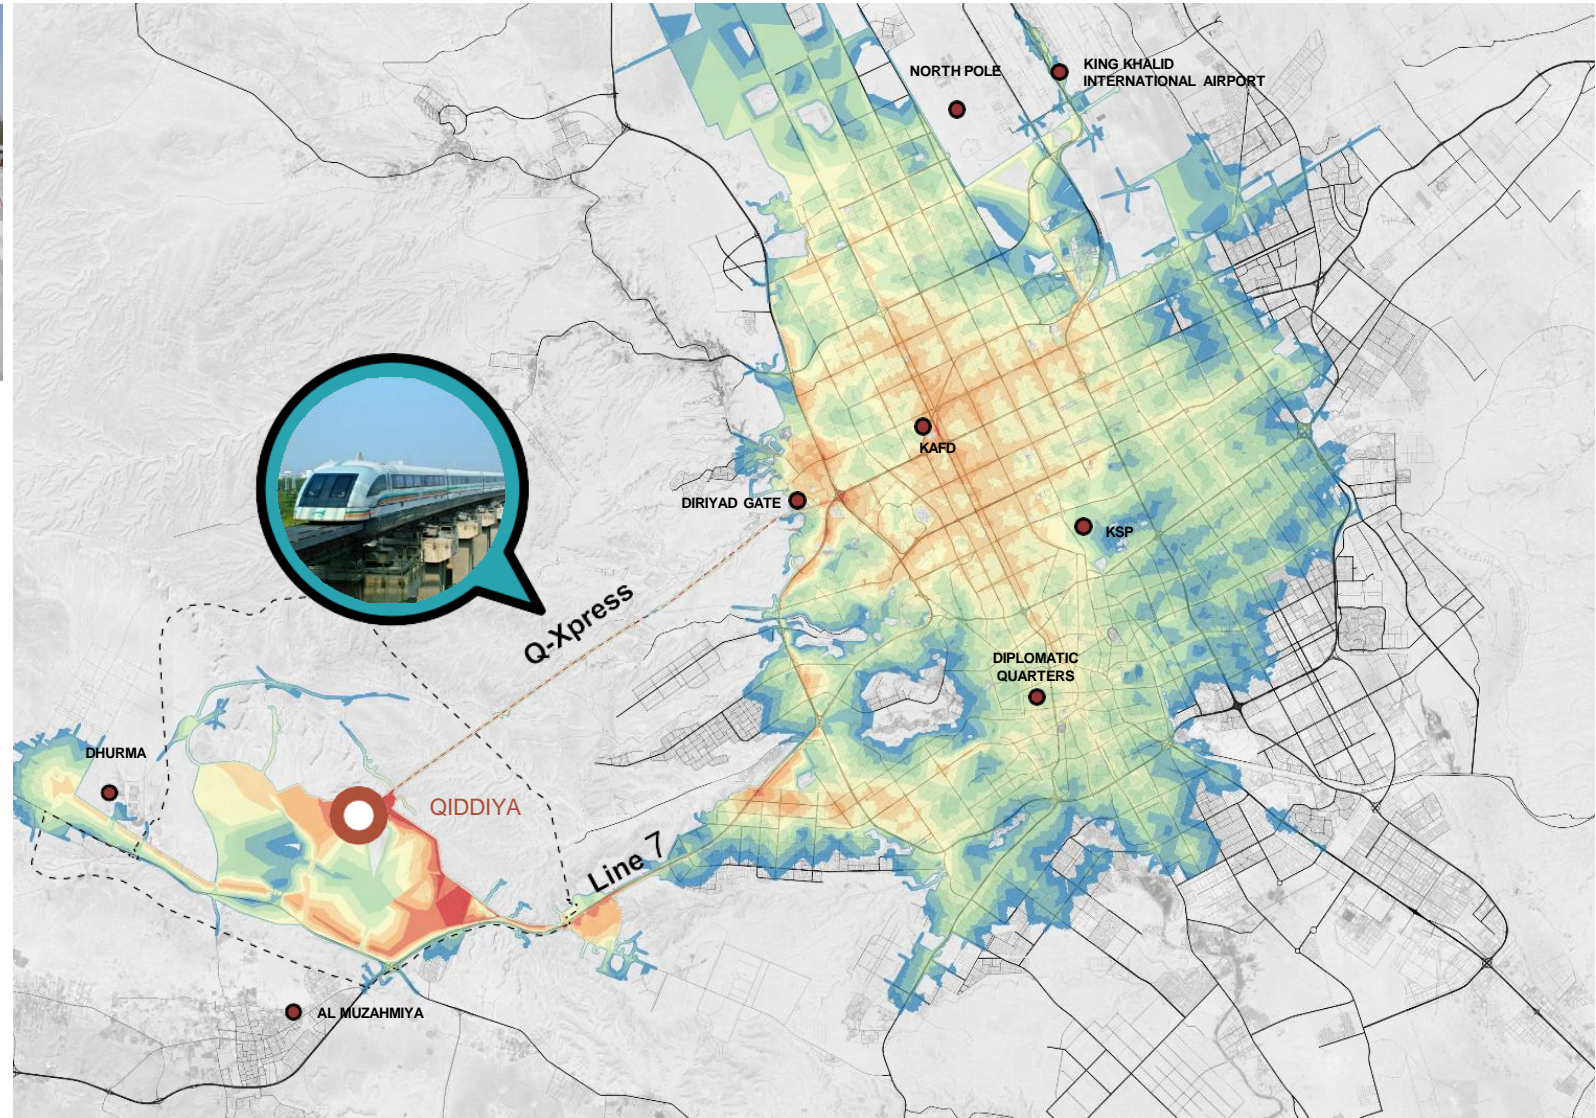 NORTH POLE
KING KHALID
INTERNATIONAL AIRPORT
KAFD
DIRIYAD GATE
KSP
Q-Xpress
DIPLOMATIC
QUARTERS
DHURMA
QIDDIYA
Line 7
AL MUZAHMIYA